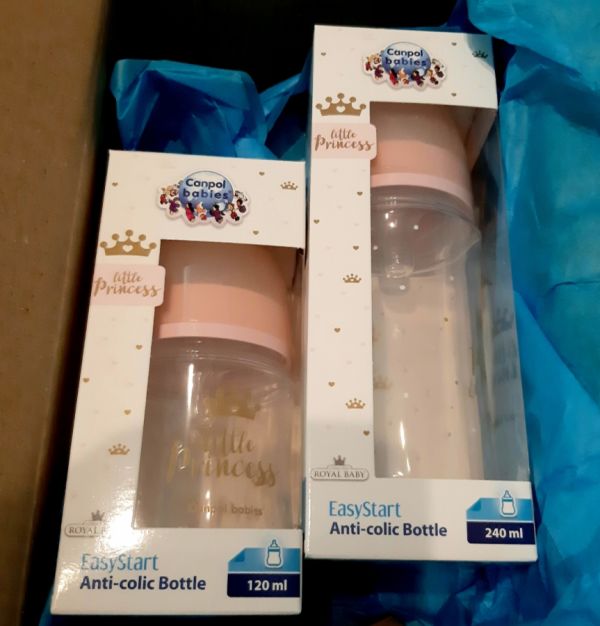 Canpol
babies
little
Princess
little
Princess
Canpol babies
ROYAL
EasyStart
Anti-colic Bottle
120 ml
Canpol
babies
little
Princess
ROYAL BABY
EasyStart
Anti-colic Bottle
240 ml